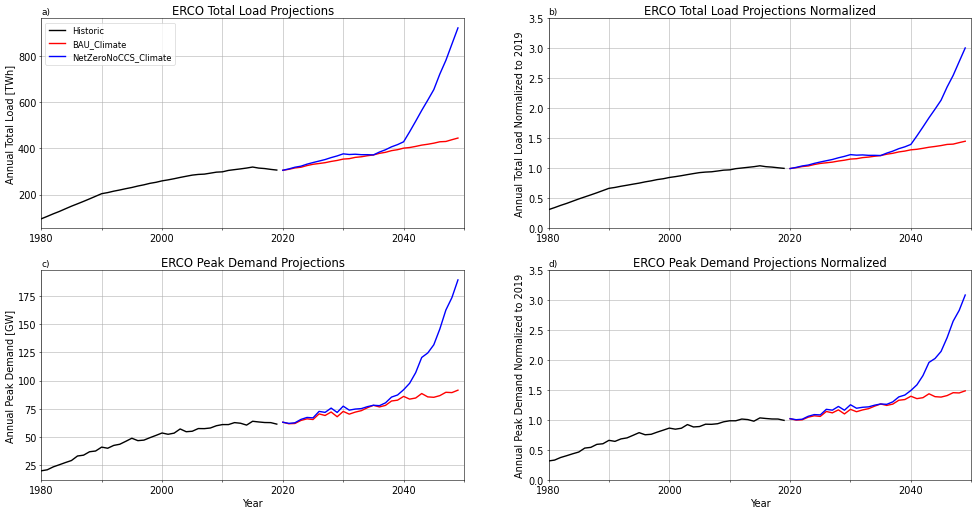 ERCO Total Load Projections
a)
Historic
BAU_Climate
NetZeroNoCCS_Climate
Annual Total Load [TWh]
800
600
400
200
1980
2000
2020
2040
ERCO Total Load Projections Normalized
b)
Annual Total Load Normalized to 2019
3.5
3.0
2.5
2.0
1.5
1.0
0.5
0.0
1980
2000
2020
2040
ERCO Peak Demand Projections
c)
Annual Peak Demand [GW]
175
150
125
100
75
50
25
1980
2000
2020
2040
Year
ERCO Peak Demand Projections Normalized
d)
Annual Peak Demand Normalized to 2019
3.5
3.0
2.5
2.0
1.5
1.0
0.5
0.0
1980
2000
2020
2040
Year